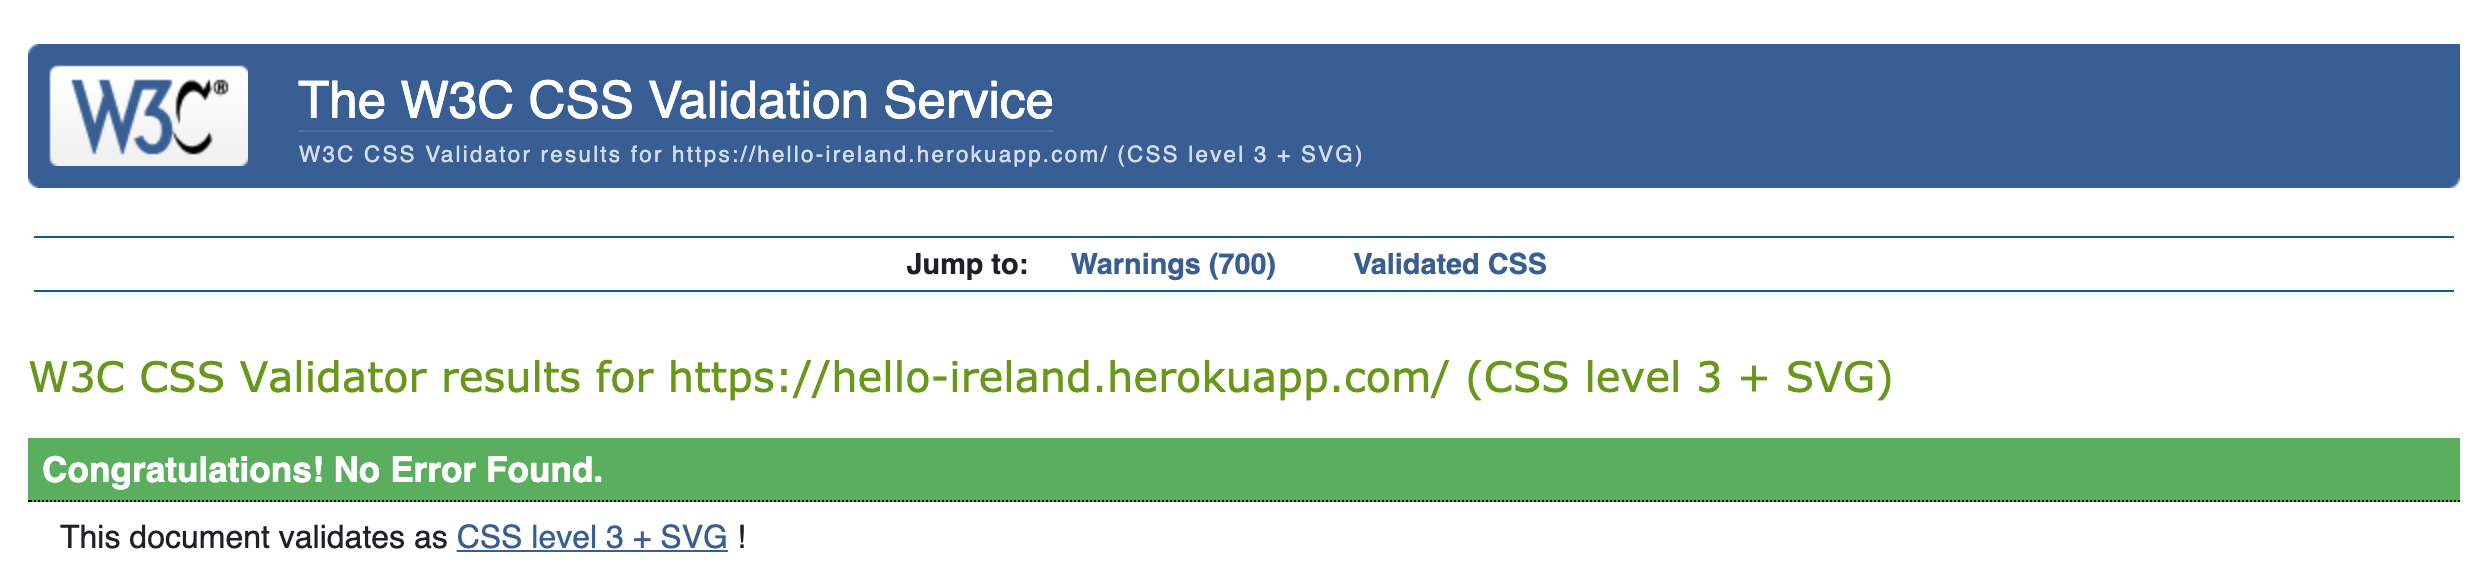 W3C®
The W3C CSS Validation Service
W3C CSS Validator results for https://hello-ireland.herokuapp.com/ (CSS level 3 + SVG)
Jump to: Warnings (700) Validated CSS
W3C CSS Validator results for https://hello-ireland.herokuapp.com/ (CSS level 3 + SVG)
Congratulations! No Error Found.
This document validates as CSS level 3 + SVG !